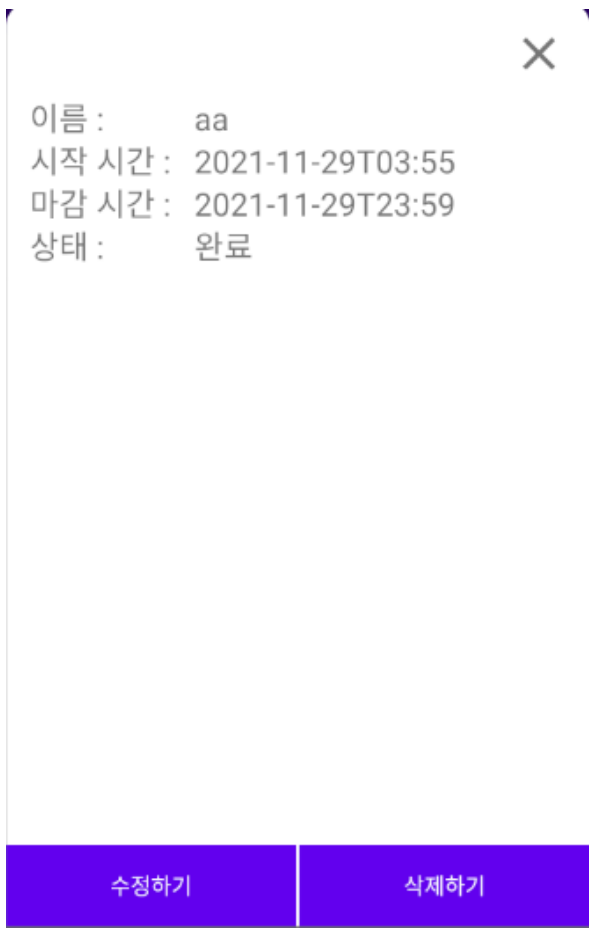 이름 : aa
시작 시간 : 2021-11-29T03:55
마감 시간 : 2021-11-29T23:59
상태 : 완료
수정하기 삭제하기